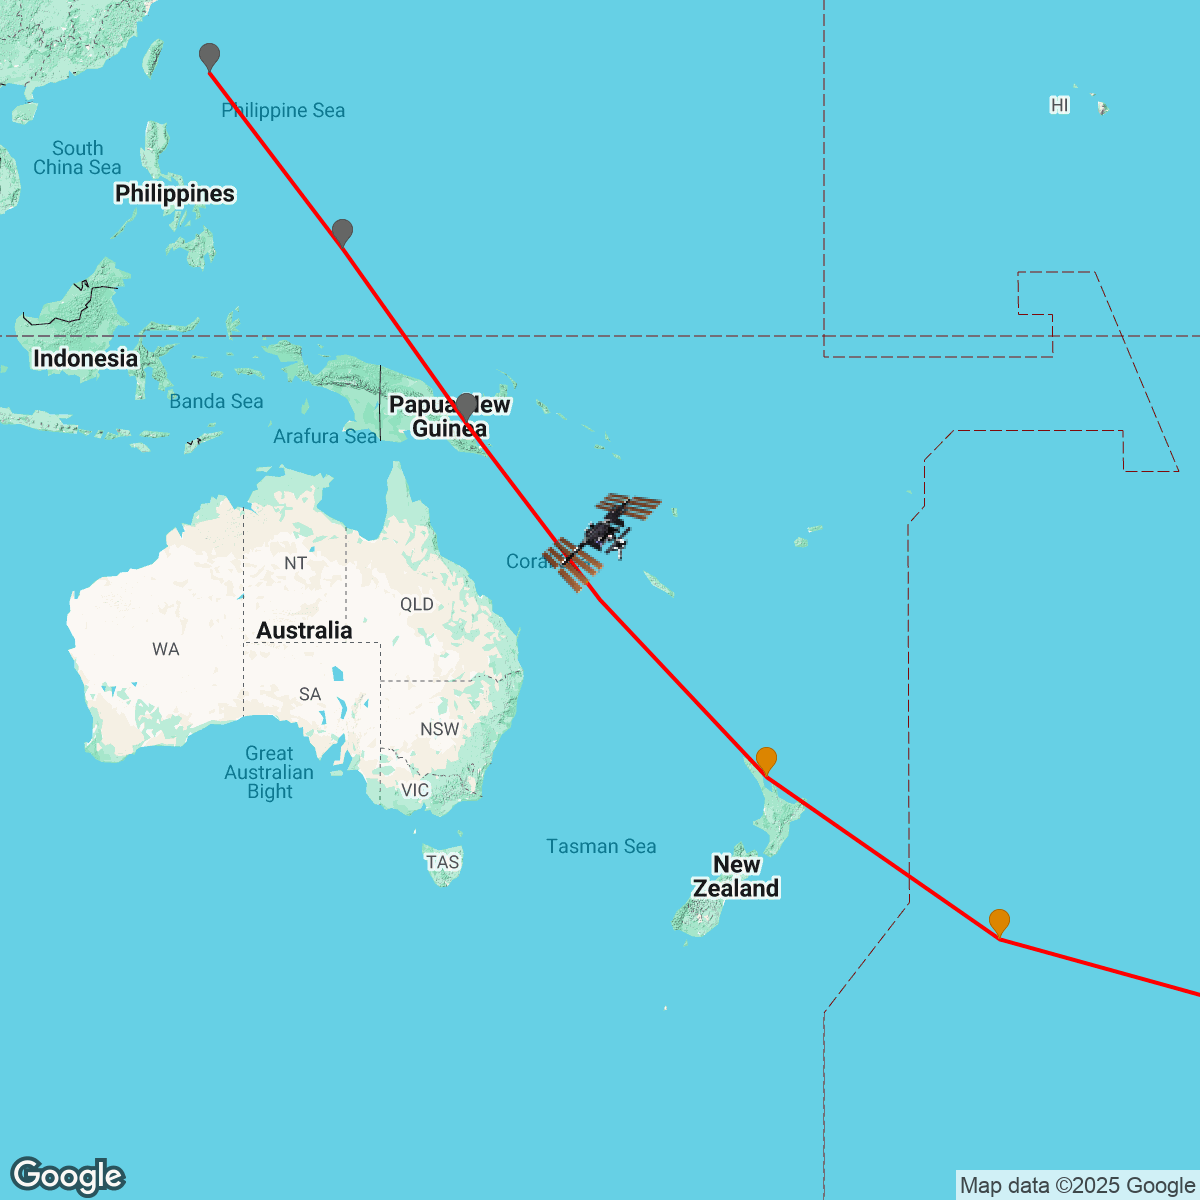 HI
Philippine Sea
South
China Sea
Philippines
Indonesia
Banda Sea
Papua New
Guinea
Arafura Sea
NT
QLD
Australia
WA
SA
NSW
Great
Australian
Bight
VIC
TAS
Tasman Sea
New
Zealand
Google
Map data ©2025 Google